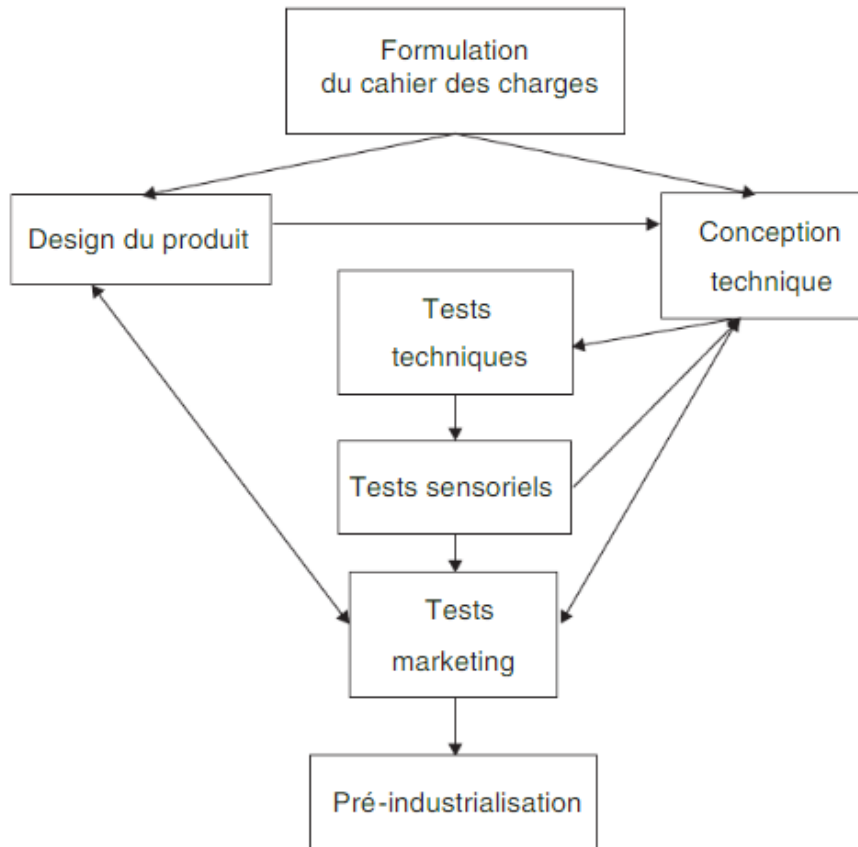 Formulation
du cahier des charges
Design du produit
Conception
technique
Tests
techniques
Tests sensoriels
Tests
marketing
Pré-industrialisation